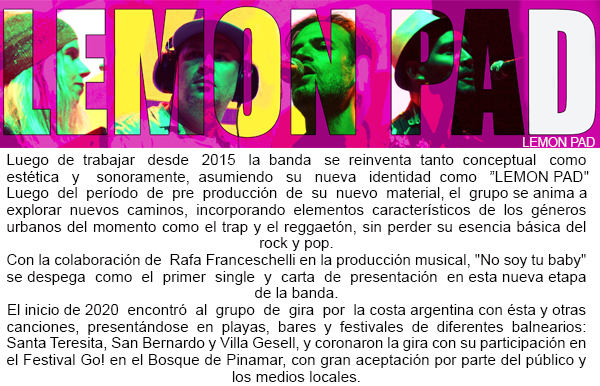 LEMON PAD
LEMON PAD
Luego de trabajar desde 2015 la banda se reinventa tanto conceptual como
estética y sonoramente, asumiendo su nueva identidad como ”LEMON PAD"
Luego del período de pre producción de su nuevo material, el grupo se anima a
explorar nuevos caminos, incorporando elementos característicos de los géneros
urbanos del momento como el trap y el reggaetón, sin perder su esencia básica del
rock y pop.
Con la colaboración de Rafa Franceschelli en la producción musical, "No soy tu baby"
se despega como el primer single y carta de presentación en esta nueva etapa
de la banda.
El inicio de 2020 encontró al grupo de gira por la costa argentina con ésta y otras
canciones, presentándose en playas, bares y festivales de diferentes balnearios:
Santa Teresita, San Bernardo y Villa Gesell, y coronaron la gira con su participación en
el Festival Go! en el Bosque de Pinamar, con gran aceptación por parte del público y
los medios locales.